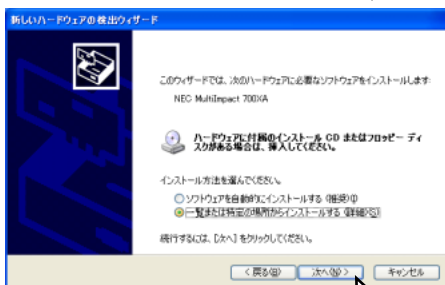 新しいハードウェアの検出ウィザード
このウィザードでは、次のハードウェアに必要なソフトウェアをインストールします:
NEC MultiImpact 700XA
ハードウェアに付属のインストール CD またはフロッピー ディ
スクがある場合は、挿入してください。
インストール方法を選んでください。
ソフトウェアを自動的にインストールする (推奨)(I)
一覧または特定の場所からインストールする (詳細)(S)
続行するには、[次へ] をクリックしてください。
< 戻る(B)
次へ(N) >
キャンセル